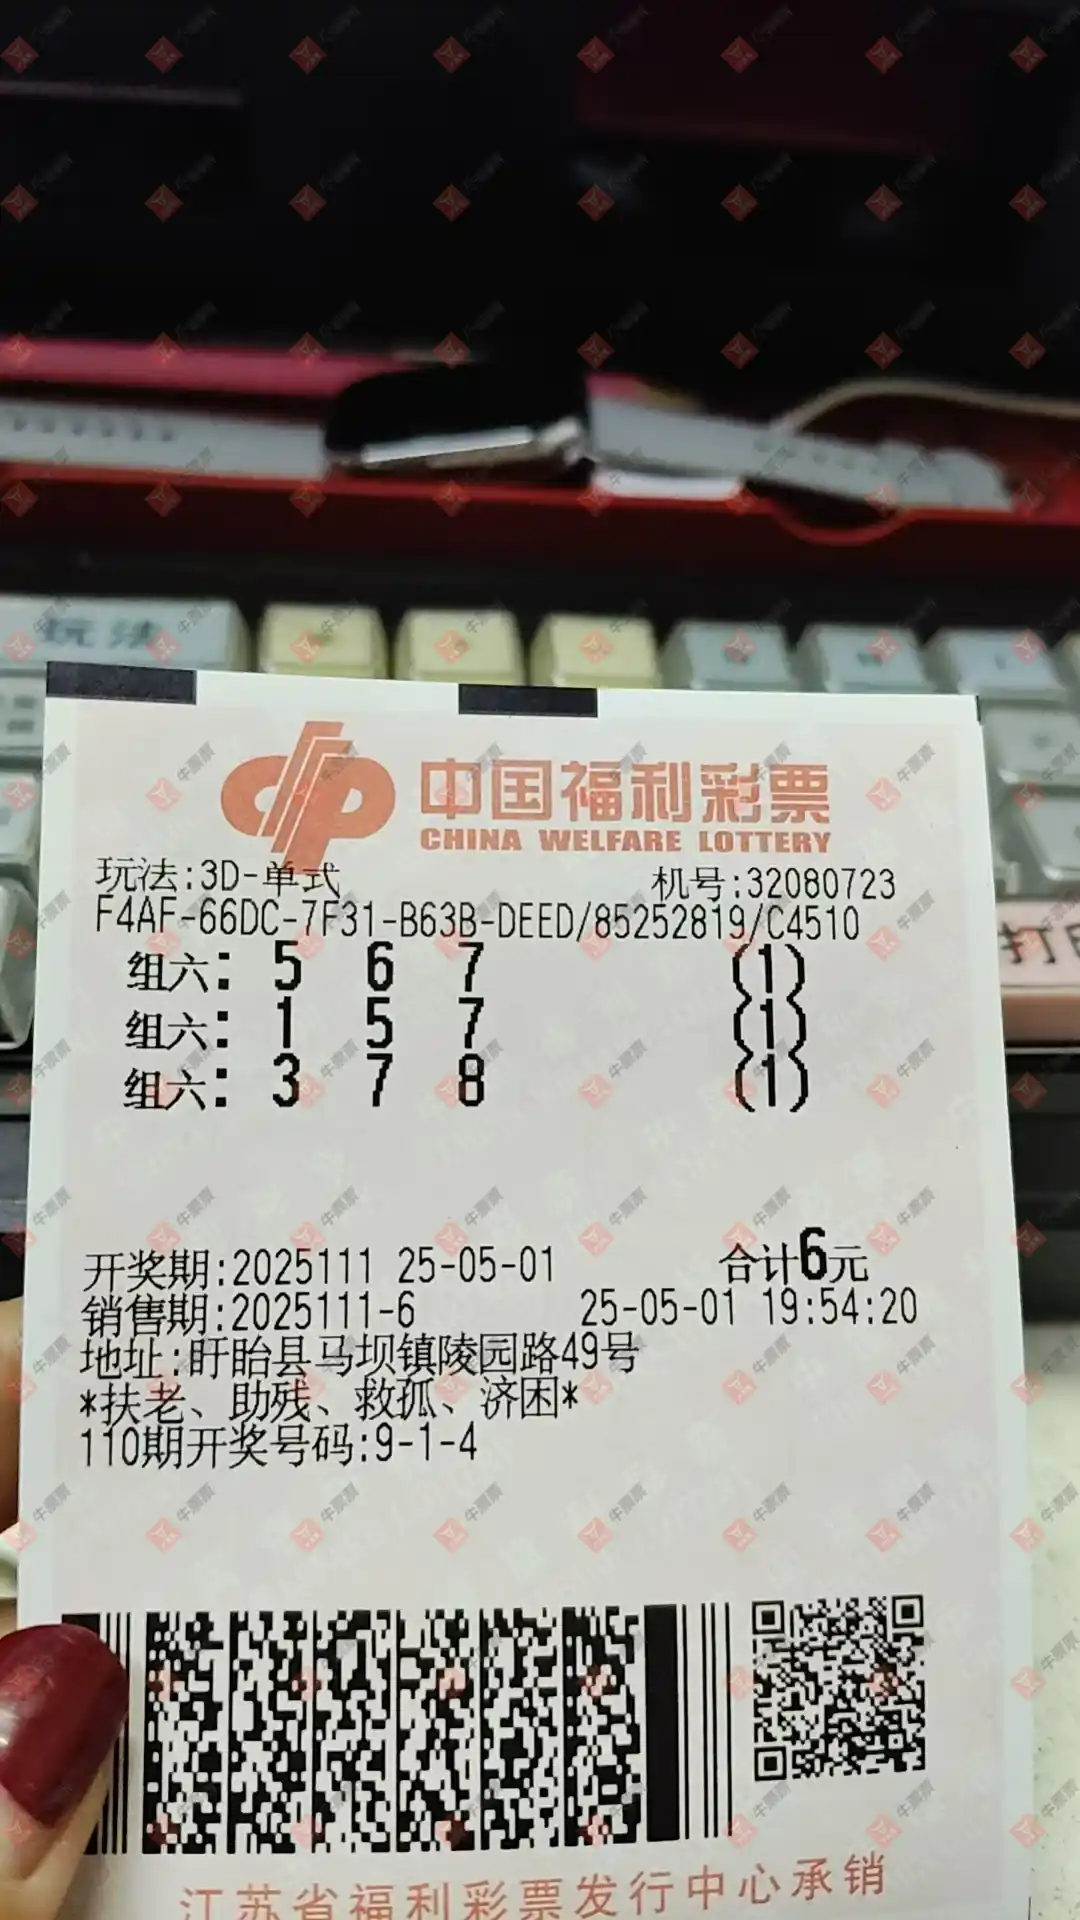 玩法
中国福利彩票
CHINA WELFARE LOTTERY
玩法:3D-单式 机号:32080723
F4AF-66DC-7F31-B63B-DEED/85252819/C4510
组六: 5 6 7 (1)
组六: 1 5 7 (1)
组六: 3 7 8 (1)
开奖期:2025111 25-05-01 合计6元
销售期:2025111-6 25-05-01 19:54:20
地址:盱眙县马坝镇陵园路49号
*扶老、助残、救孤、济困*
110期开奖号码:9-1-4
江苏省福利彩票发行中心承销
牛票票